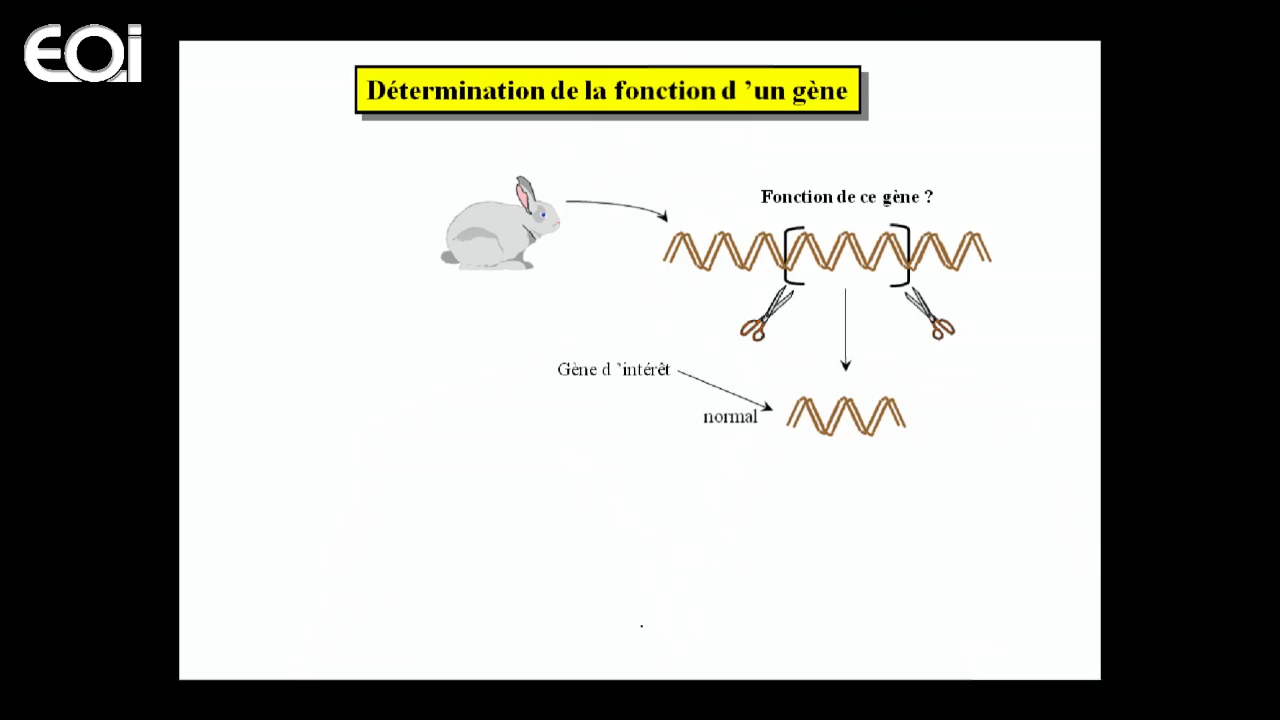 EOi
Détermination de la fonction d ’un gène
Fonction de ce gène ?
Gène d `intérêt
normal